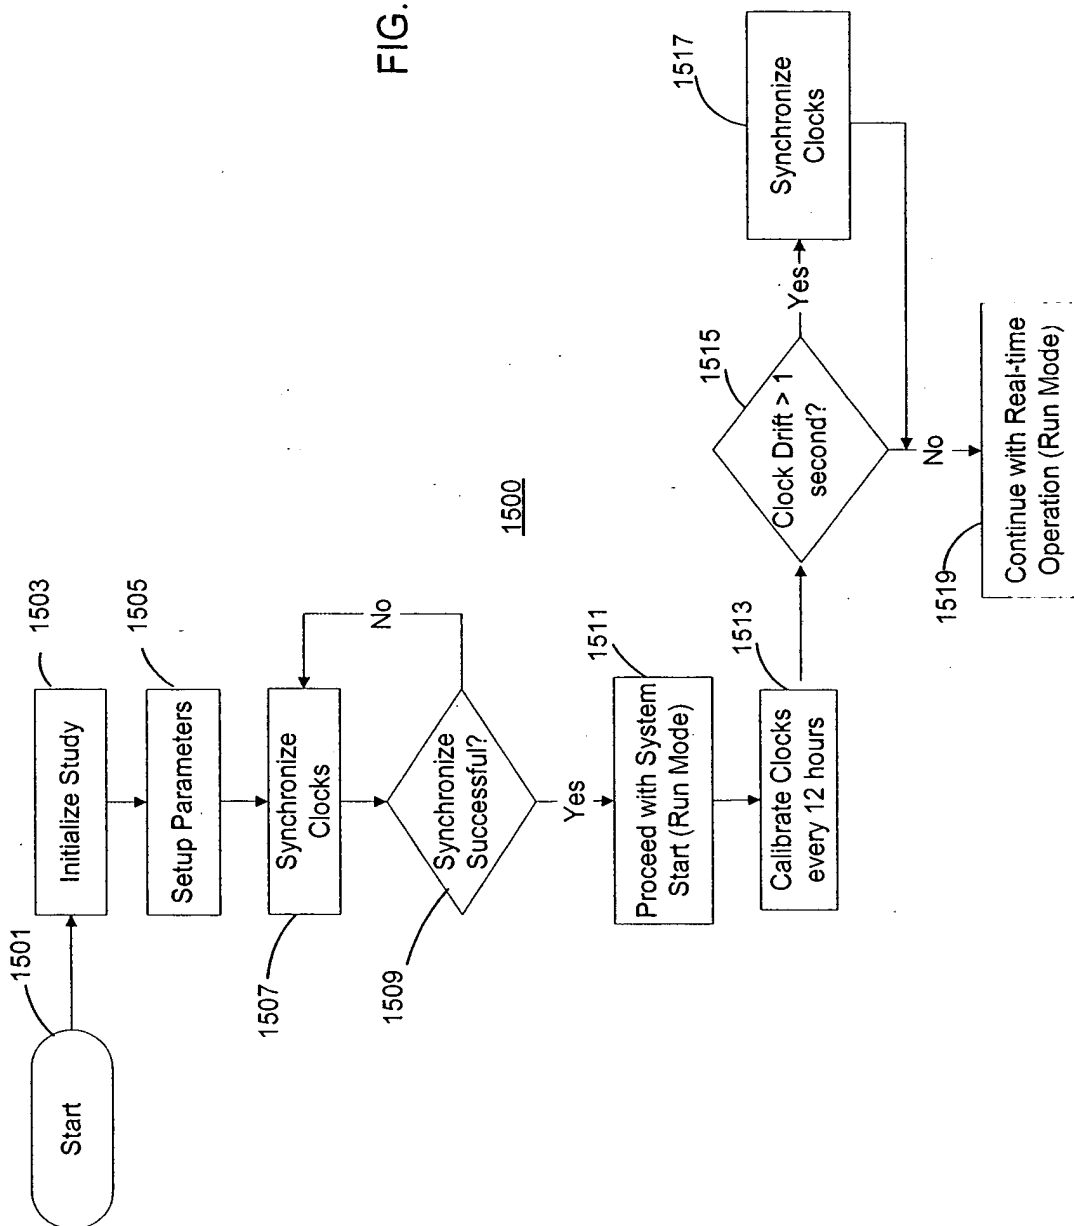 FIG.
1500
1501
Start
1503
Initialize Study
1505
Setup Parameters
1507
Synchronize
Clocks
1509
Synchronize
Successful?
No
Yes
1511
Proceed with System
Start (Run Mode)
1513
Calibrate Clocks
every 12 hours
1515
Clock Drift > 1
second?
Yes
1517
Synchronize
Clocks
No
1519
Continue with Real-time
Operation (Run Mode)